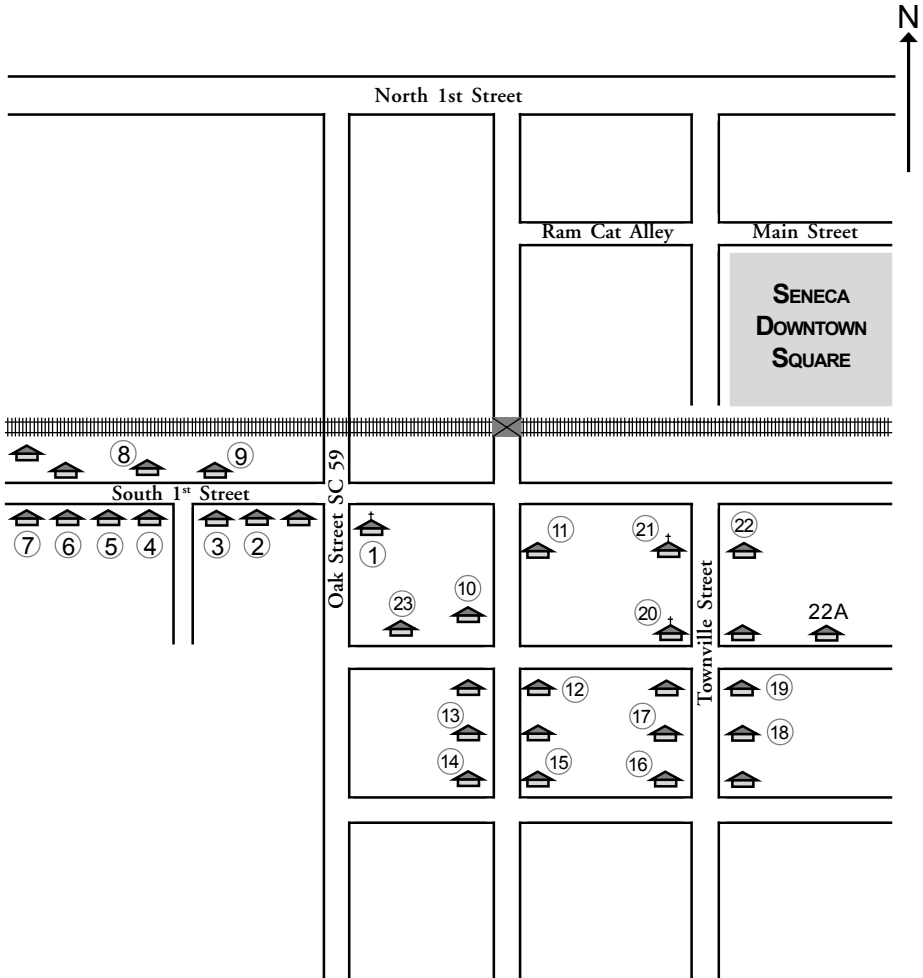 N
North 1st Street
Ram Cat Alley
Main Street
SENECA
DOWNTOWN
SQUARE
8
9
South 1st Street
Oak Street SC 59
7
6
5
4
3
2
1
11
21
22
10
23
20
22A
Townville Street
12
19
13
17
18
14
15
16